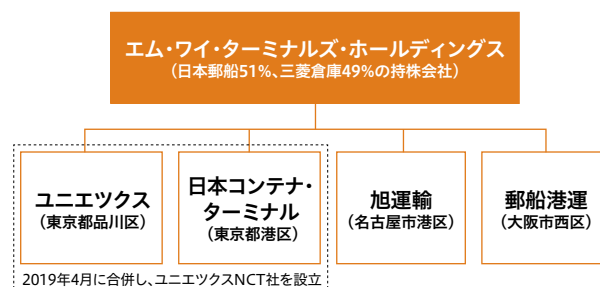 エム・ワイ・ターミナルズ・ホールディングス
（日本郵船51%、三菱倉庫49%の持株会社）
ユニエツクス
（東京都品川区）
日本コンテナ・
ターミナル
（東京都港区）
旭運輸
（名古屋市港区）
郵船港運
（大阪市西区）
2019年4月に合併し、ユニエツクスNCT社を設立